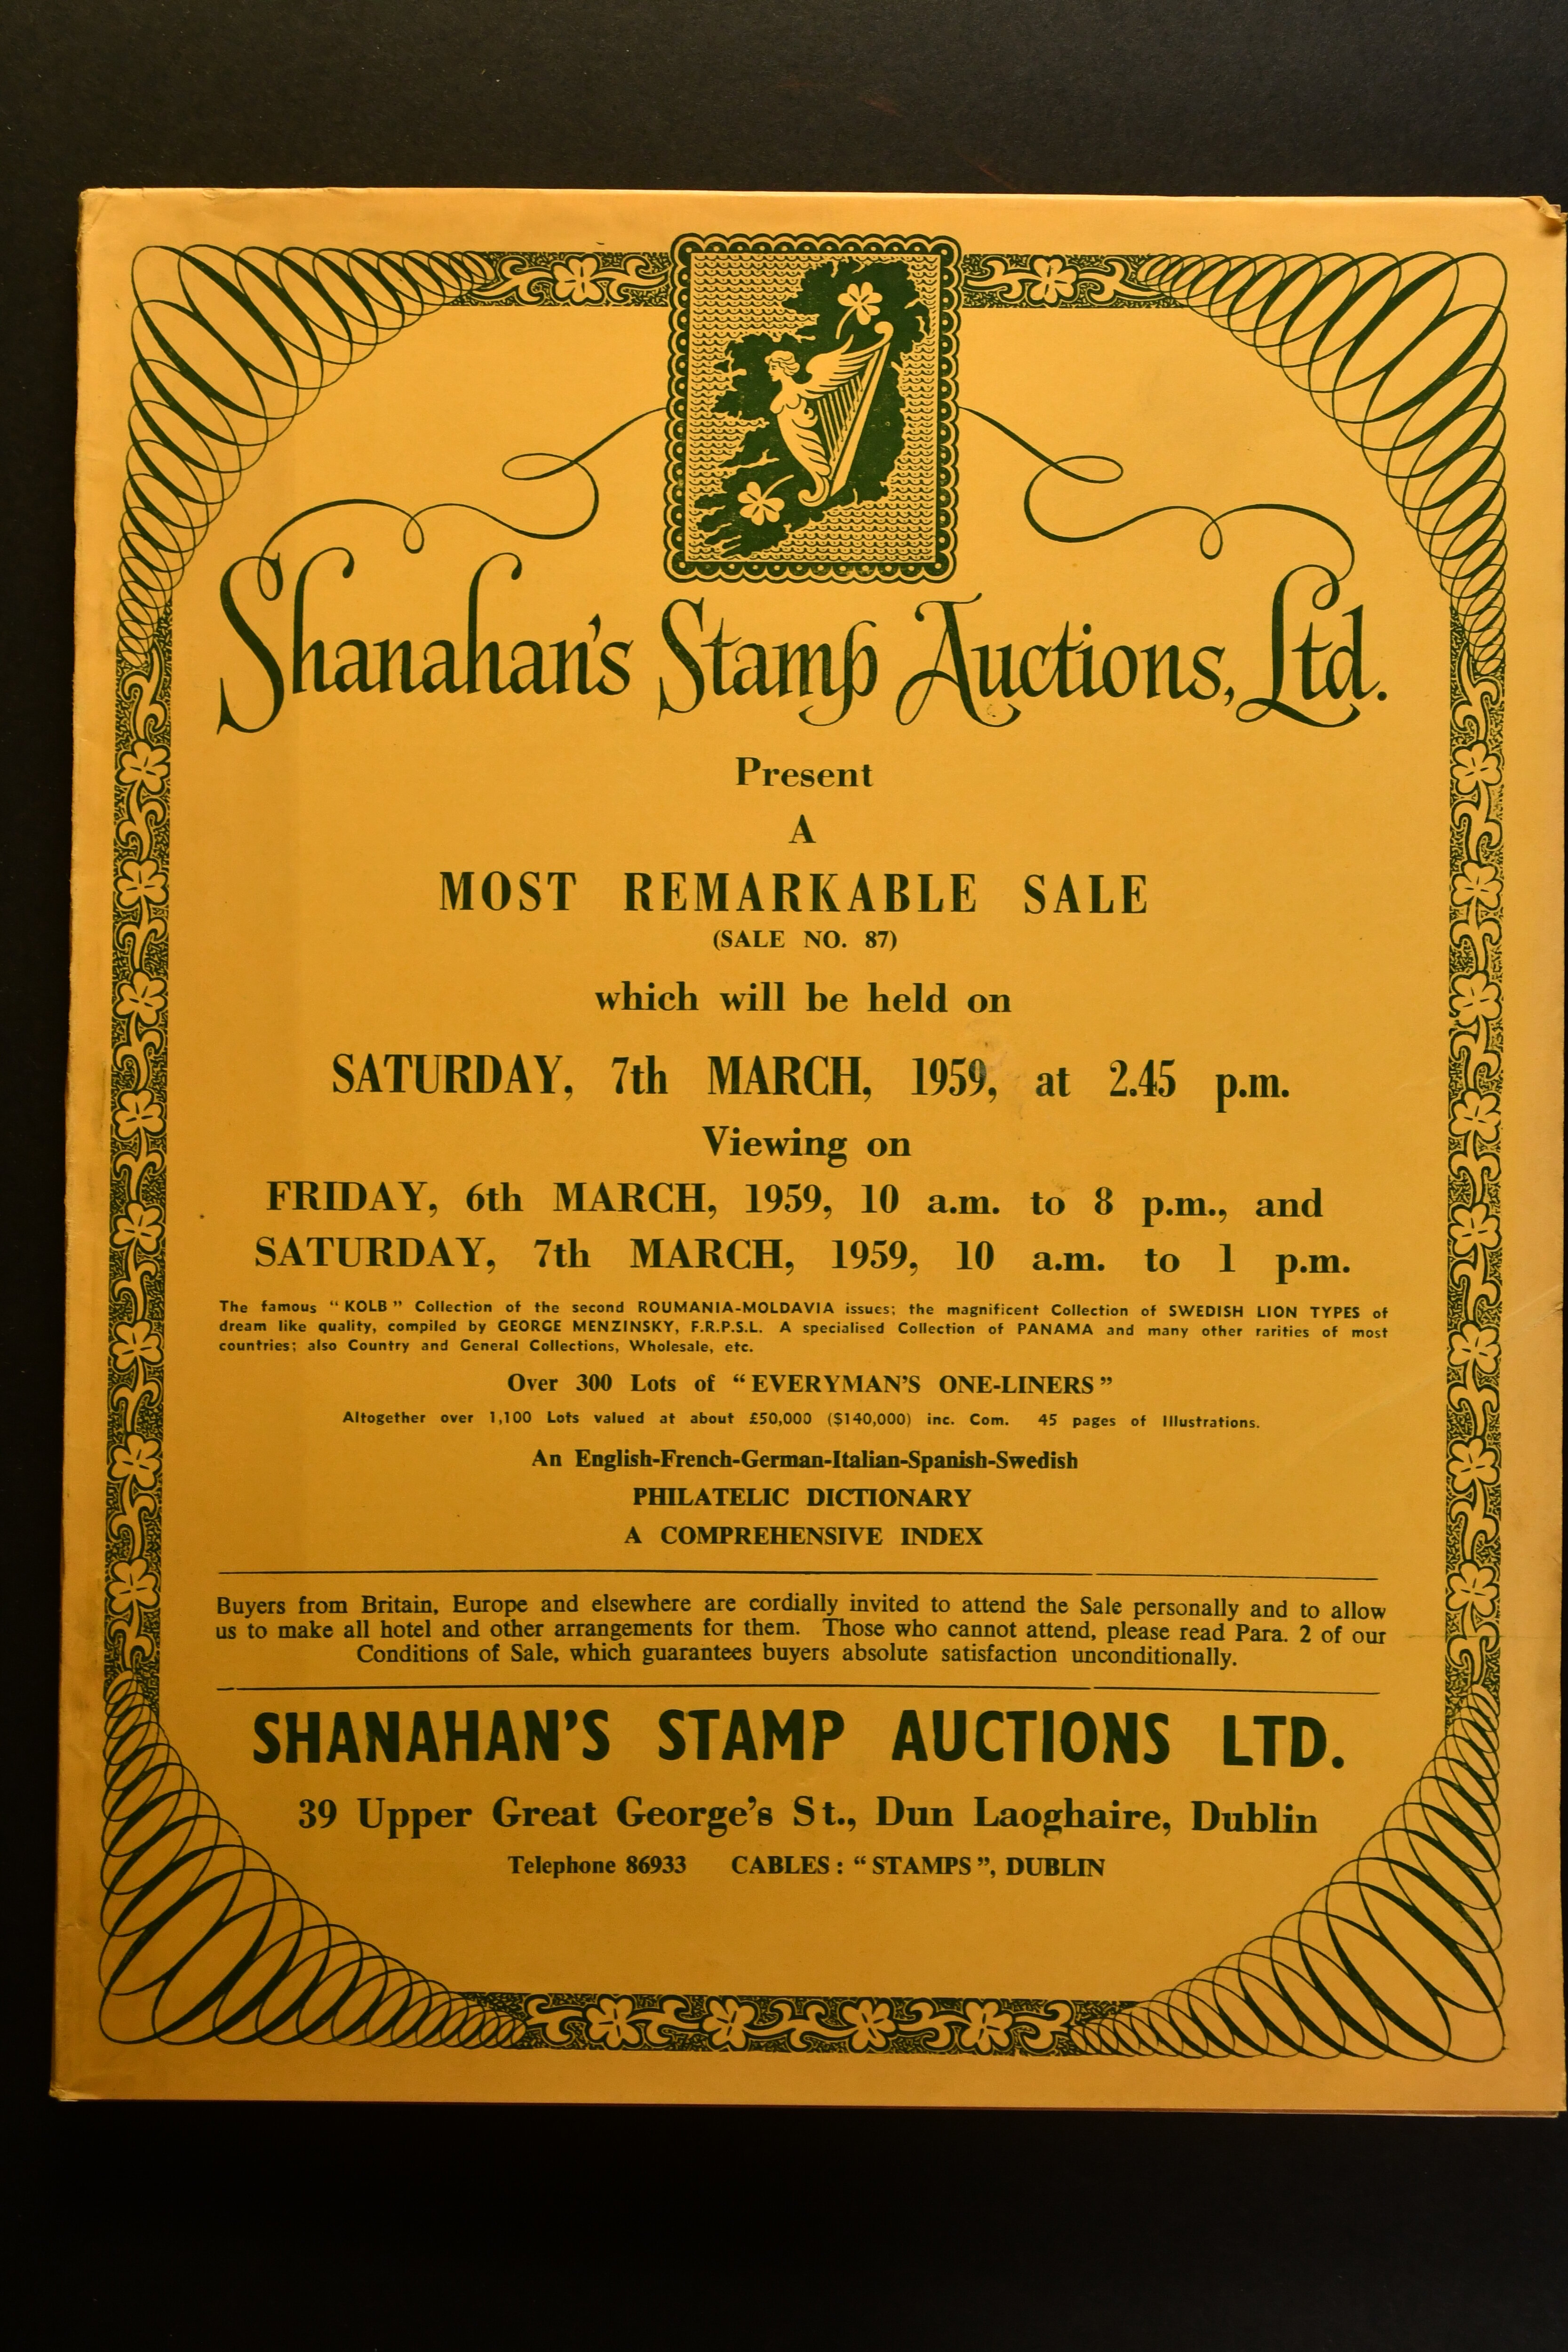 Shanahan's Stamp Auctions, Ltd.
Present
A
MOST REMARKABLE SALE
(SALE NO. 87)
which will be held on
SATURDAY, 7th MARCH, 1959, at 2.45 p.m.
Viewing on
FRIDAY, 6th MARCH, 1959, 10 a.m. to 8 p.m., and
SATURDAY, 7th MARCH, 1959, 10 a.m. to 1 p.m.
The famous “KOLB” Collection of the second ROUMANIA-MOLDAVIA issues; the magnificent Collection of SWEDISH LION TYPES of
dream like quality, compiled by GEORGE MENZINSKY, F.R.P.S.L. A specialised Collection of PANAMA and many other rarities of most
countries; also Country and General Collections, Wholesale, etc.
Over 300 Lots of “EVERYMAN'S ONE-LINERS”
Altogether over 1,100 Lots valued at about £50,000 ($140,000) inc. Com. 45 pages of Illustrations.
An English-French-German-Italian-Spanish-Swedish
PHILATELIC DICTIONARY
A COMPREHENSIVE INDEX
Buyers from Britain, Europe and elsewhere are cordially invited to attend the Sale personally and to allow
us to make all hotel and other arrangements for them. Those who cannot attend, please read Para. 2 of our
Conditions of Sale, which guarantees buyers absolute satisfaction unconditionally.
SHANAHAN'S STAMP AUCTIONS LTD.
39 Upper Great George's St., Dun Laoghaire, Dublin
Telephone 86933 CABLES : “STAMPS”, DUBLIN